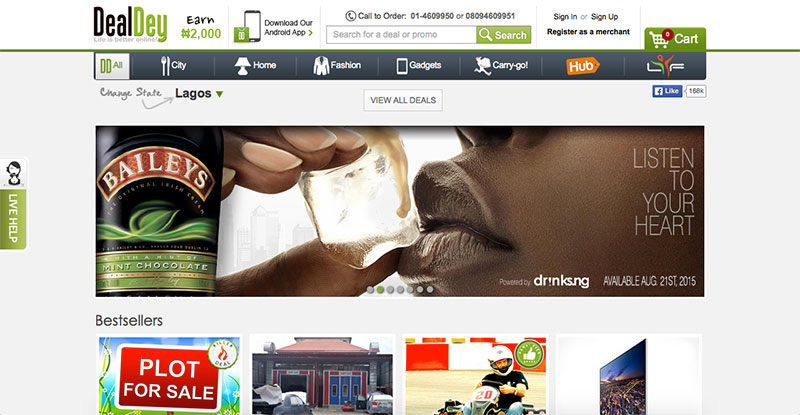 DealDey
Life is better online!
Earn
₦2,000
Download Our
Android App >
Call to Order: 01-4609950 or 08094609951
Search for a deal or promo
Search
Sign In or Sign Up
Register as a merchant
0
Cart
All
City
Home
Fashion
Gadgets
Carry-go!
Hub
Change State
Lagos
VIEW ALL DEALS
Like
168k
LIVE HELP
BAILEYS
THE ORIGINAL IRISH CREAM
WITH A HINT OF
MINT CHOCOLATE
LISTEN
TO
YOUR
HEART
Powered by drinks.ng
AVAILABLE AUG. 21ST, 2015
Bestsellers
PLOT
FOR SALE
KILLER
DEAL
20